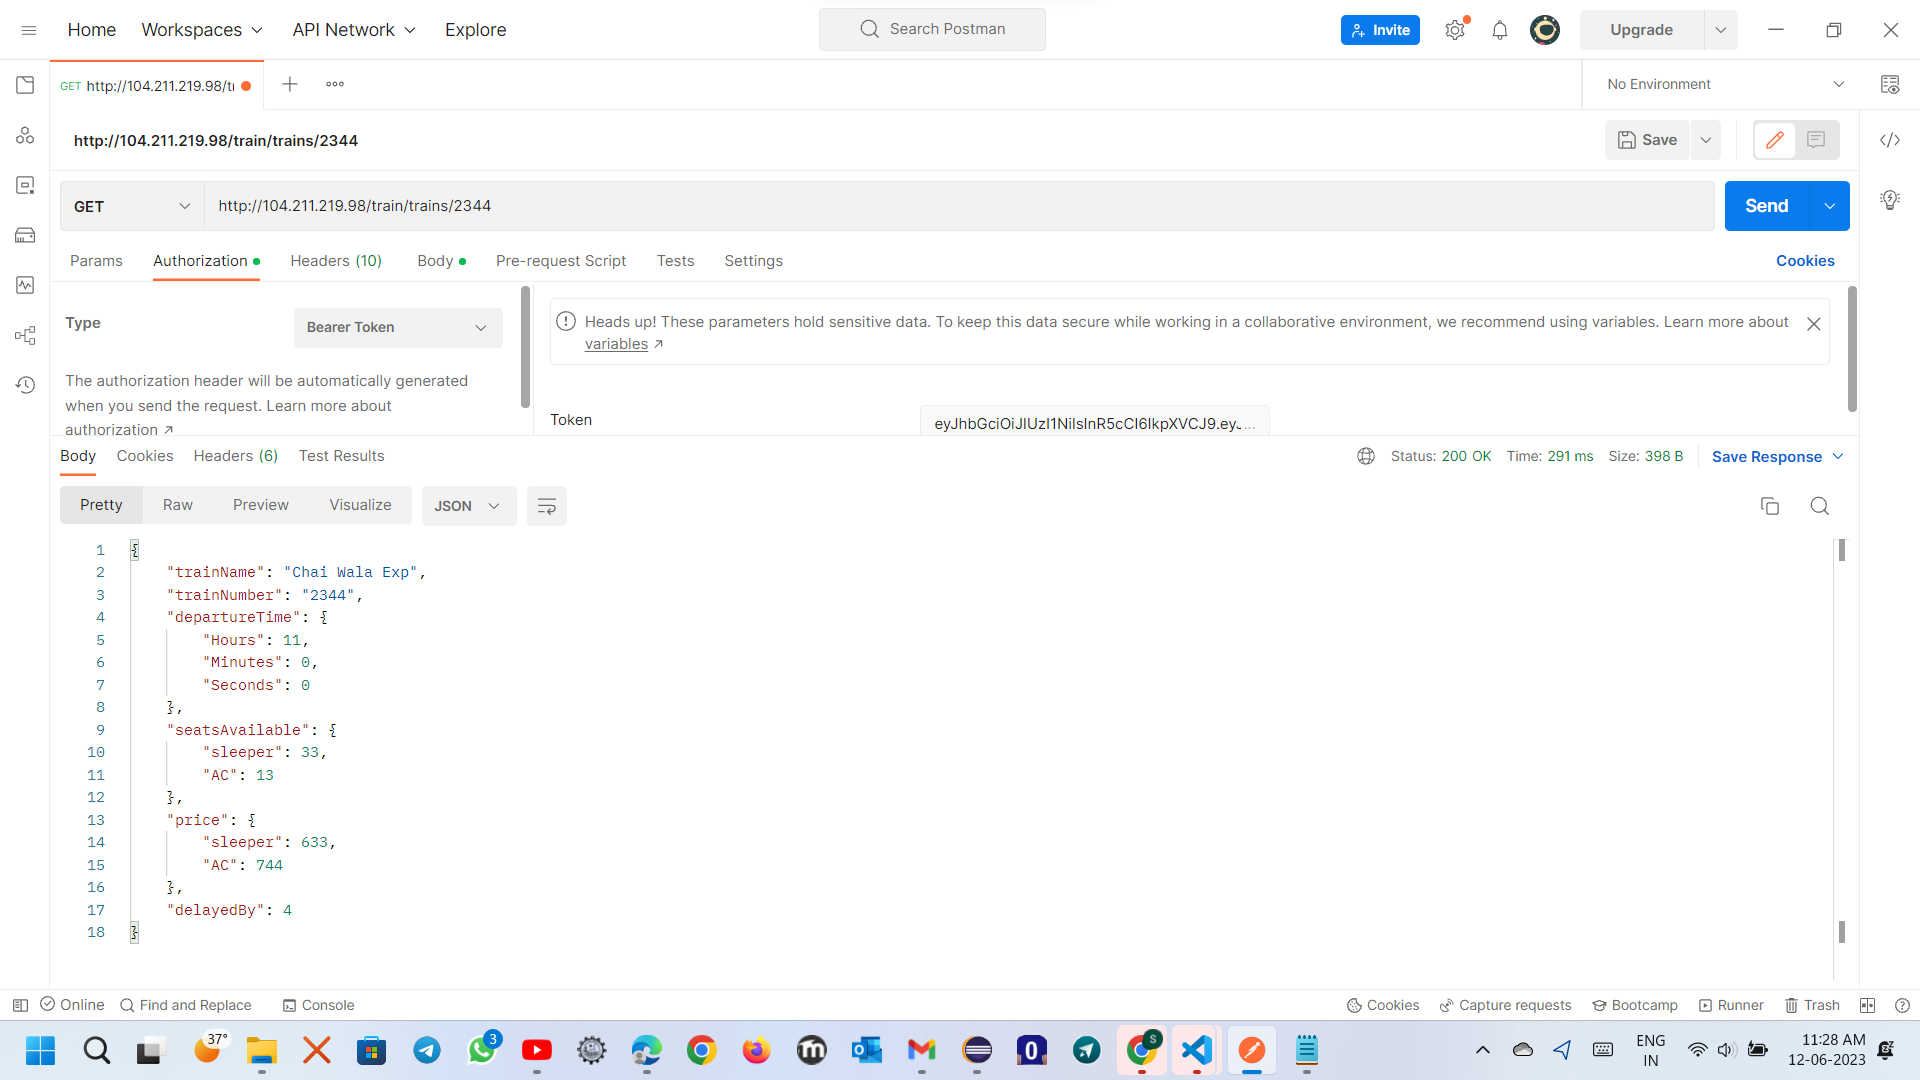 Home Workspaces API Network Explore Search Postman Invite Upgrade
GET http://104.211.219.98/tr No Environment
http://104.211.219.98/train/trains/2344 Save
GET http://104.211.219.98/train/trains/2344 Send
Params Authorization Headers (10) Body Pre-request Script Tests Settings Cookies
Type Bearer Token
The authorization header will be automatically generated
when you send the request. Learn more about
authorization ↗
Heads up! These parameters hold sensitive data. To keep this data secure while working in a collaborative environment, we recommend using variables. Learn more about
variables ↗
Token eyJhbGciOiJIUzI1NiIsInR5cCI6IkpXVCJ9.eyJ...
Body Cookies Headers (6) Test Results Status: 200 OK Time: 291 ms Size: 398 B Save Response
Pretty Raw Preview Visualize JSON
1 {
2 "trainName": "Chai Wala Exp",
3 "trainNumber": "2344",
4 "departureTime": {
5 "Hours": 11,
6 "Minutes": 0,
7 "Seconds": 0
8 },
9 "seatsAvailable": {
10 "sleeper": 33,
11 "AC": 13
12 },
13 "price": {
14 "sleeper": 633,
15 "AC": 744
16 },
17 "delayedBy": 4
18 }
Online Find and Replace Console Cookies Capture requests Bootcamp Runner Trash
37° 3 S ENG 11:28 AM
IN 12-06-2023